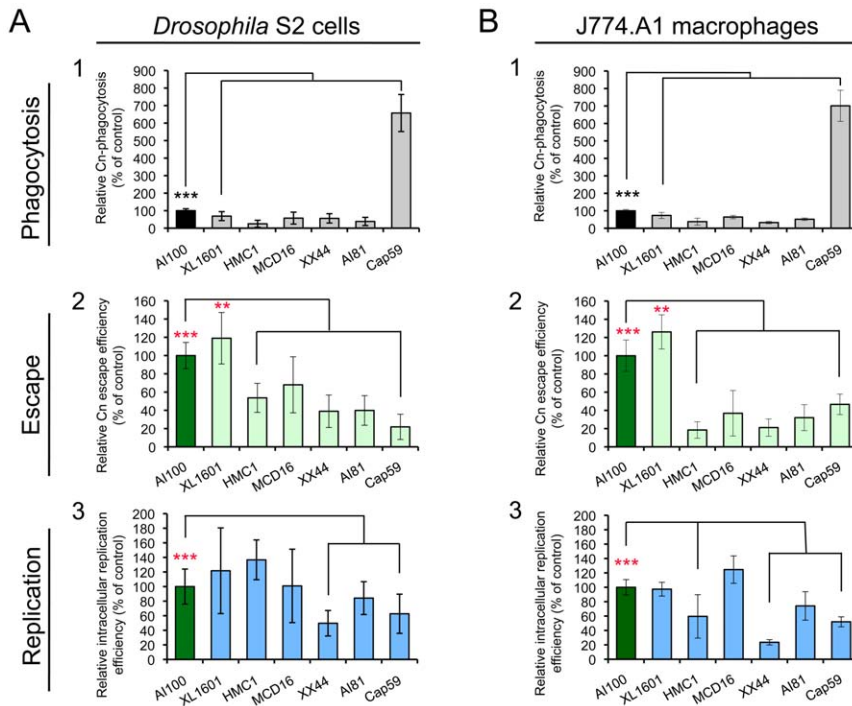 A
Drosophila S2 cells
B
J774.A1 macrophages
Phagocytosis
1
Relative Cn-phagocytosis
(% of control)
900
800
700
600
500
400
300
200
100
0
***
AI100
XL1601
HMC1
MCD16
XX44
AI81
Cap59
1
Relative Cn-phagocytosis
(% of control)
900
800
700
600
500
400
300
200
100
0
***
AI100
XL1601
HMC1
MCD16
XX44
AI81
Cap59
Escape
2
Relative Cn escape efficiency
(% of control)
160
140
120
100
80
60
40
20
0
***
**
AI100
XL1601
HMC1
MCD16
XX44
AI81
Cap59
2
Relative Cn escape efficiency
(% of control)
160
140
120
100
80
60
40
20
0
***
**
AI100
XL1601
HMC1
MCD16
XX44
AI81
Cap59
Replication
3
Relative intracellular replication
efficiency (% of control)
200
180
160
140
120
100
80
60
40
20
0
***
AI100
XL1601
HMC1
MCD16
XX44
AI81
Cap59
3
Relative intracellular replication
efficiency (% of control)
200
180
160
140
120
100
80
60
40
20
0
***
AI100
XL1601
HMC1
MCD16
XX44
AI81
Cap59